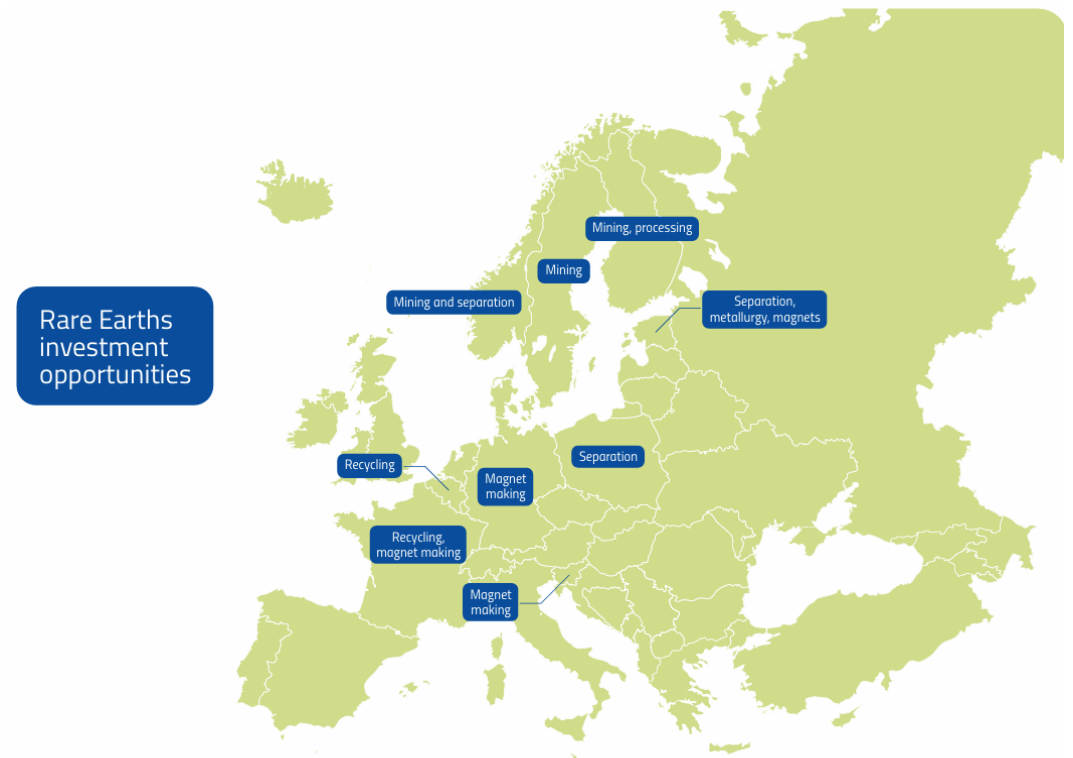 Rare Earths
investment
opportunities
Mining, processing
Mining
Mining and separation
Separation,
metallurgy, magnets
Separation
Recycling
Magnet
making
Recycling,
magnet making
Magnet
making